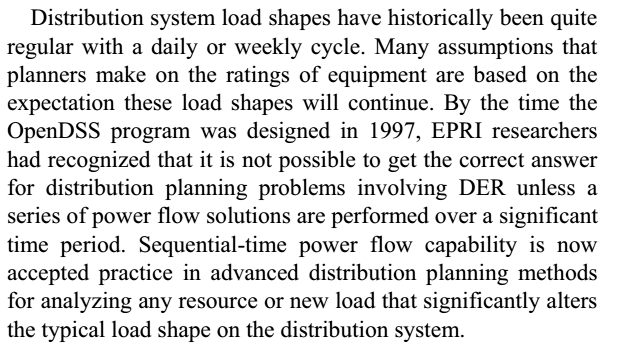 Distribution system load shapes have historically been quite
regular with a daily or weekly cycle. Many assumptions that
planners make on the ratings of equipment are based on the
expectation these load shapes will continue. By the time the
OpenDSS program was designed in 1997, EPRI researchers
had recognized that it is not possible to get the correct answer
for distribution planning problems involving DER unless a
series of power flow solutions are performed over a significant
time period. Sequential-time power flow capability is now
accepted practice in advanced distribution planning methods
for analyzing any resource or new load that significantly alters
the typical load shape on the distribution system.